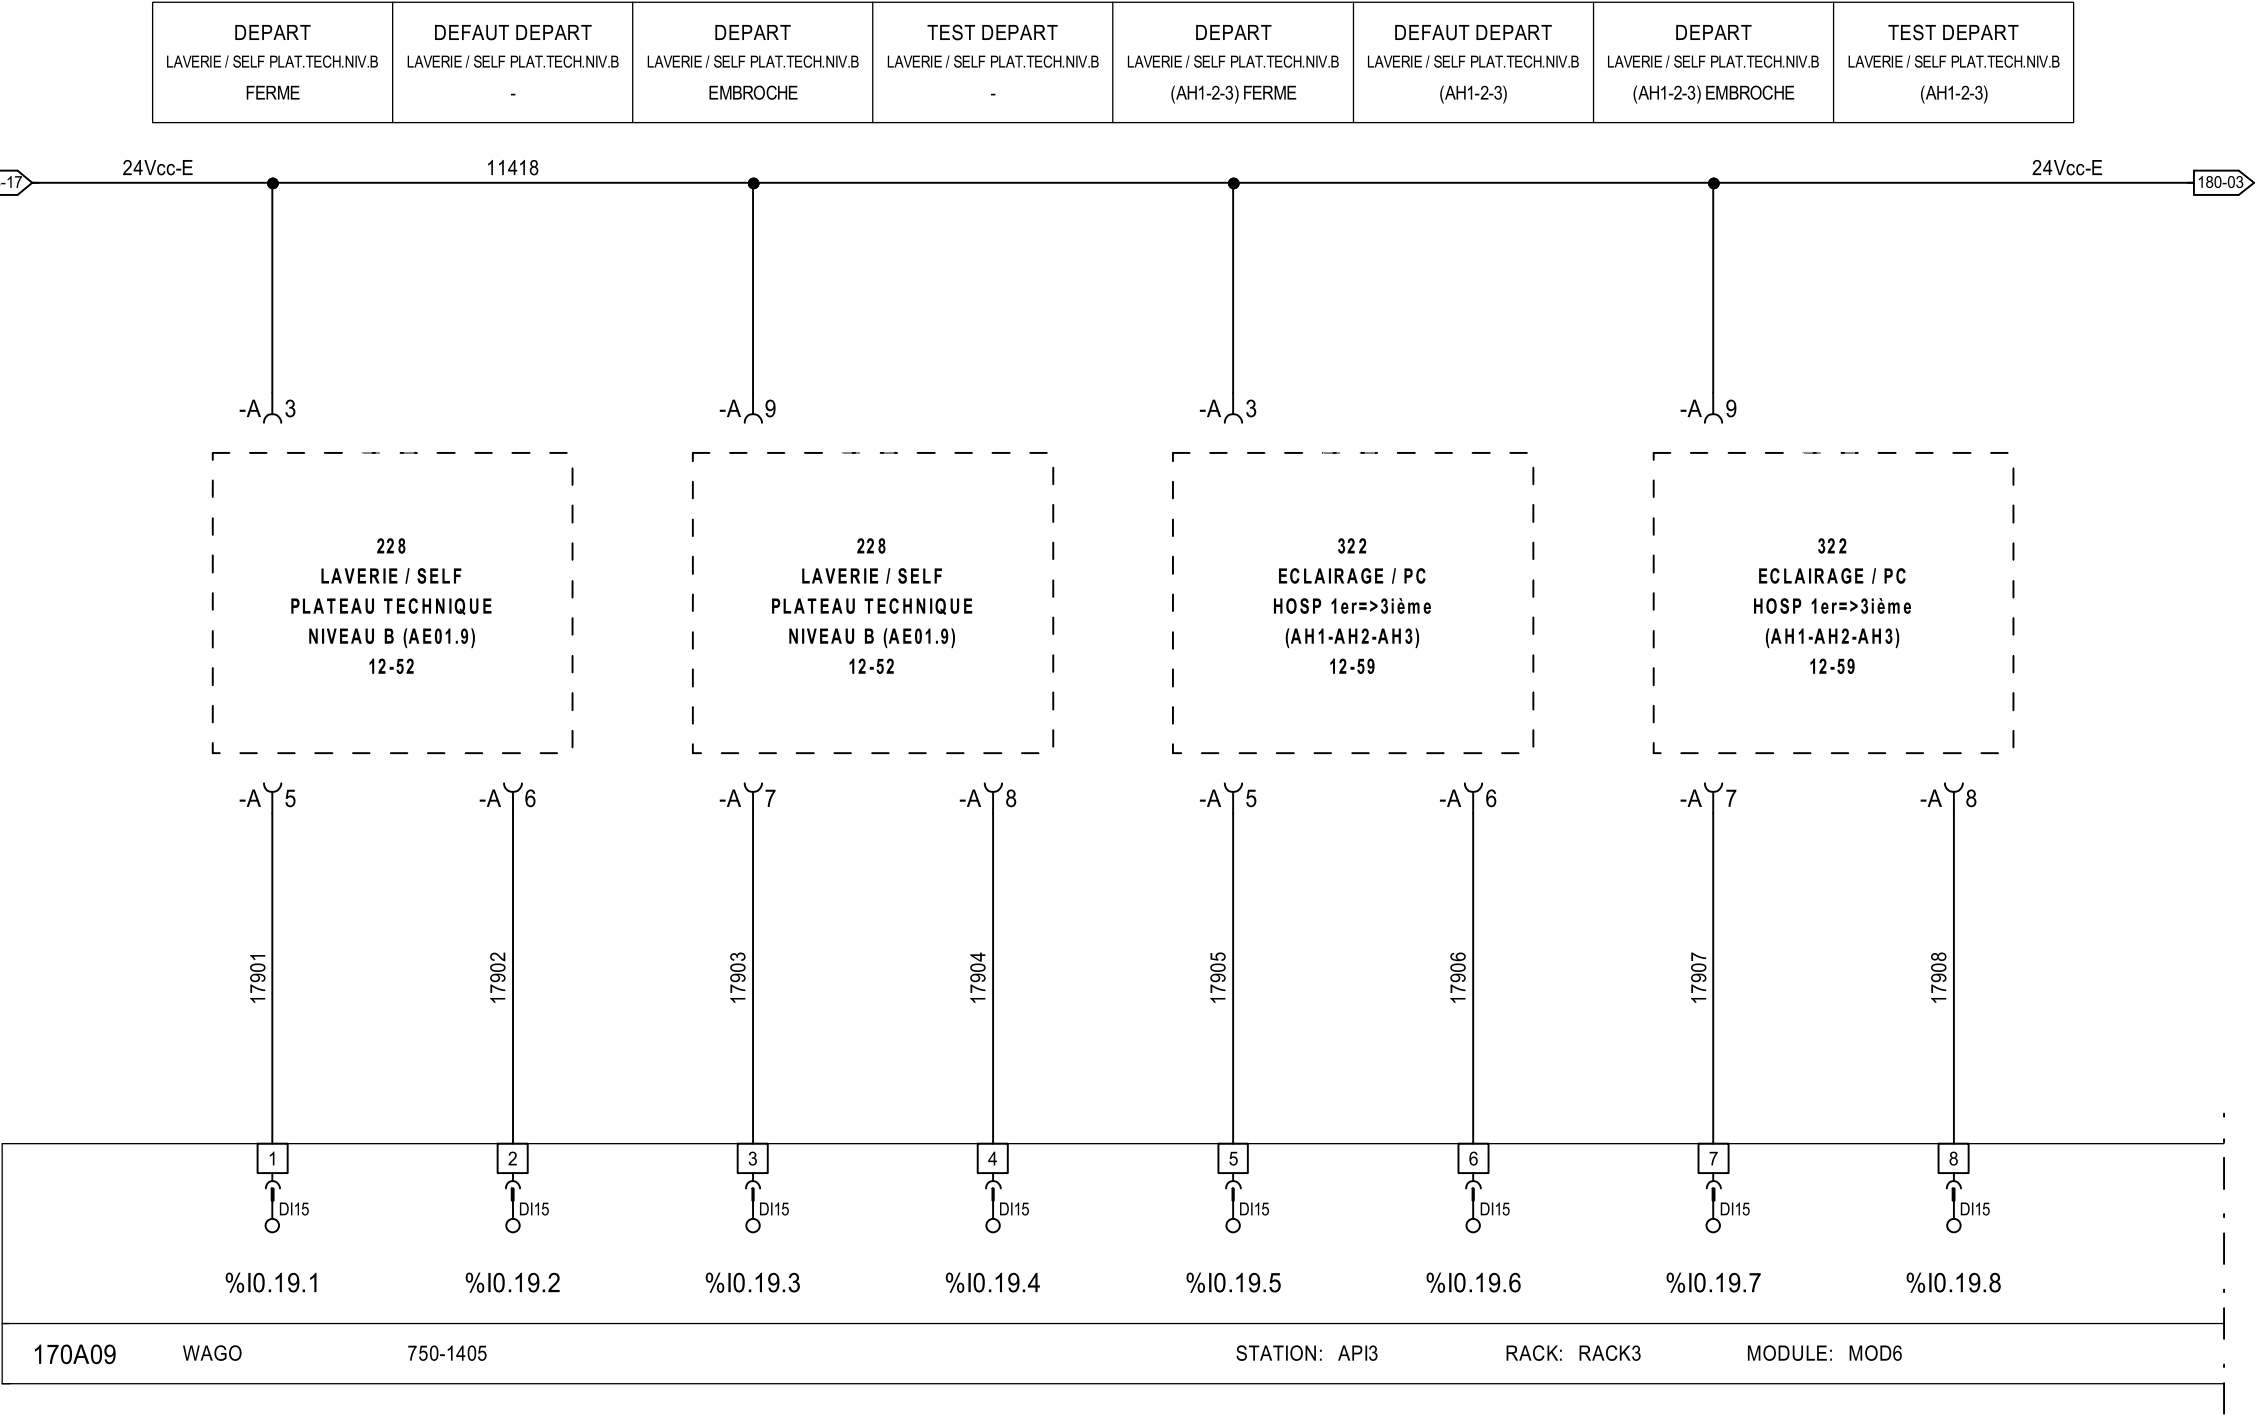 DEPART
LAVERIE / SELF PLAT.TECH.NIV.B
FERME
DEFAUT DEPART
LAVERIE / SELF PLAT.TECH.NIV.B
-
DEPART
LAVERIE / SELF PLAT.TECH.NIV.B
EMBROCHE
TEST DEPART
LAVERIE / SELF PLAT.TECH.NIV.B
-
DEPART
LAVERIE / SELF PLAT.TECH.NIV.B
(AH1-2-3) FERME
DEFAUT DEPART
LAVERIE / SELF PLAT.TECH.NIV.B
(AH1-2-3)
DEPART
LAVERIE / SELF PLAT.TECH.NIV.B
(AH1-2-3) EMBROCHE
TEST DEPART
LAVERIE / SELF PLAT.TECH.NIV.B
(AH1-2-3)
-17 24Vcc-E 11418 24Vcc-E 180-03
-A 3 -A 9 -A 3 -A 9
228
LAVERIE / SELF
PLATEAU TECHNIQUE
NIVEAU B (AE01.9)
12-52
228
LAVERIE / SELF
PLATEAU TECHNIQUE
NIVEAU B (AE01.9)
12-52
322
ECLAIRAGE / PC
HOSP 1er=>3ième
(AH1-AH2-AH3)
12-59
322
ECLAIRAGE / PC
HOSP 1er=>3ième
(AH1-AH2-AH3)
12-59
-A 5 -A 6 -A 7 -A 8 -A 5 -A 6 -A 7 -A 8
17901 17902 17903 17904 17905 17906 17907 17908
1 2 3 4 5 6 7 8
DI15 DI15 DI15 DI15 DI15 DI15 DI15 DI15
%I0.19.1 %I0.19.2 %I0.19.3 %I0.19.4 %I0.19.5 %I0.19.6 %I0.19.7 %I0.19.8
170A09 WAGO 750-1405 STATION: API3 RACK: RACK3 MODULE: MOD6